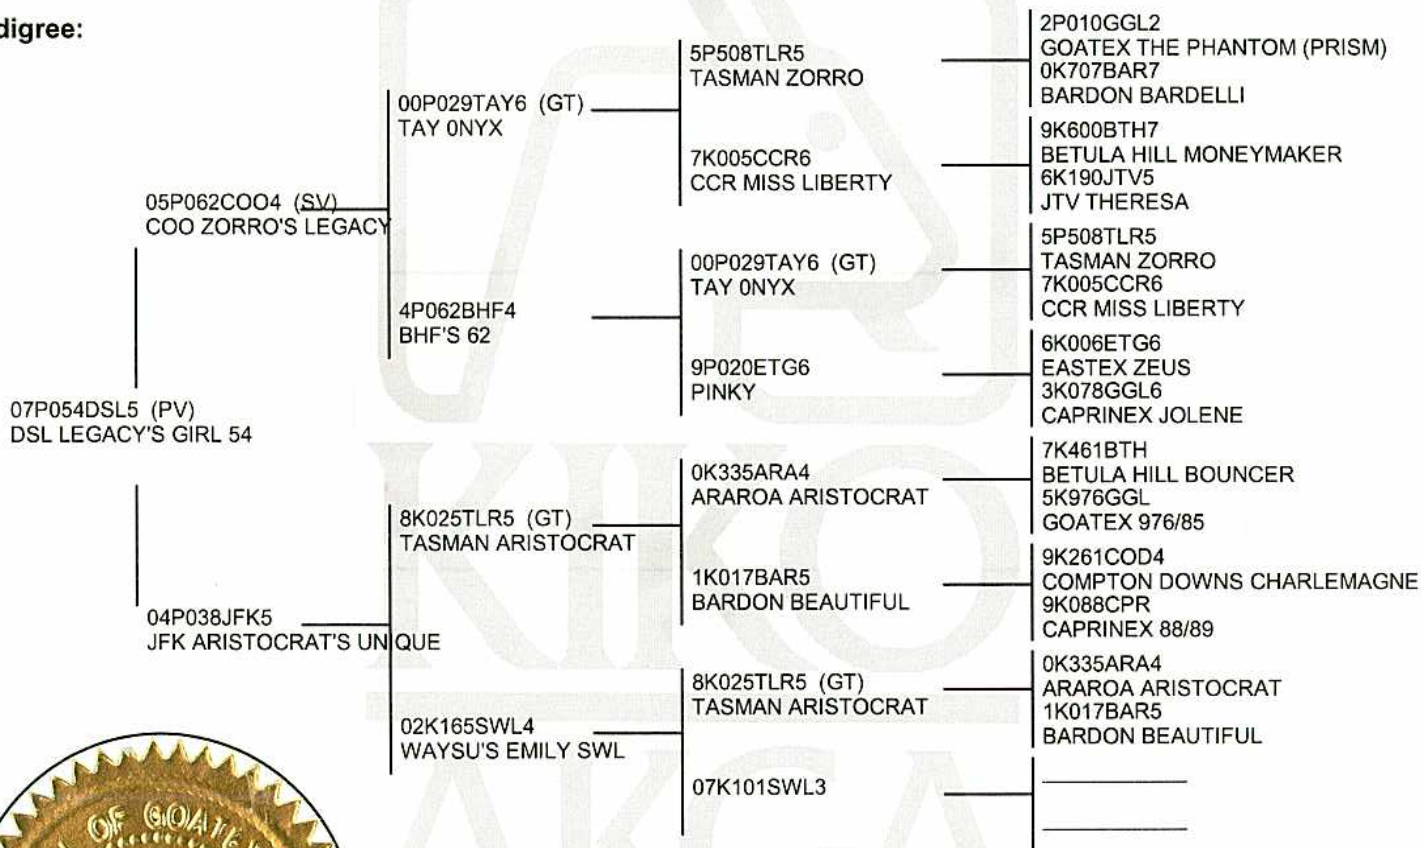 digree:
07P054DSL5 (PV)
DSL LEGACY'S GIRL 54
05P062COO4 (SV)
COO ZORRO'S LEGACY
04P038JFK5
JFK ARISTOCRAT'S UNIQUE
00P029TAY6 (GT)
TAY 0NYX
4P062BHF4
BHF'S 62
8K025TLR5 (GT)
TASMAN ARISTOCRAT
02K165SWL4
WAYSU'S EMILY SWL
5P508TLR5
TASMAN ZORRO
7K005CCR6
CCR MISS LIBERTY
00P029TAY6 (GT)
TAY 0NYX
9P020ETG6
PINKY
0K335ARA4
ARAROA ARISTOCRAT
1K017BAR5
BARDON BEAUTIFUL
8K025TLR5 (GT)
TASMAN ARISTOCRAT
07K101SWL3
2P010GGL2
GOATEX THE PHANTOM (PRISM)
0K707BAR7
BARDON BARDELLI
9K600BTH7
BETULA HILL MONEYMAKER
6K190JTV5
JTV THERESA
5P508TLR5
TASMAN ZORRO
7K005CCR6
CCR MISS LIBERTY
6K006ETG6
EASTEX ZEUS
3K078GGL6
CAPRINEX JOLENE
7K461BTH
BETULA HILL BOUNCER
5K976GGL
GOATEX 976/85
9K261COD4
COMPTON DOWNS CHARLEMAGNE
9K088CPR
CAPRINEX 88/89
0K335ARA4
ARAROA ARISTOCRAT
1K017BAR5
BARDON BEAUTIFUL
KIKO
AKGA
OF GOATE